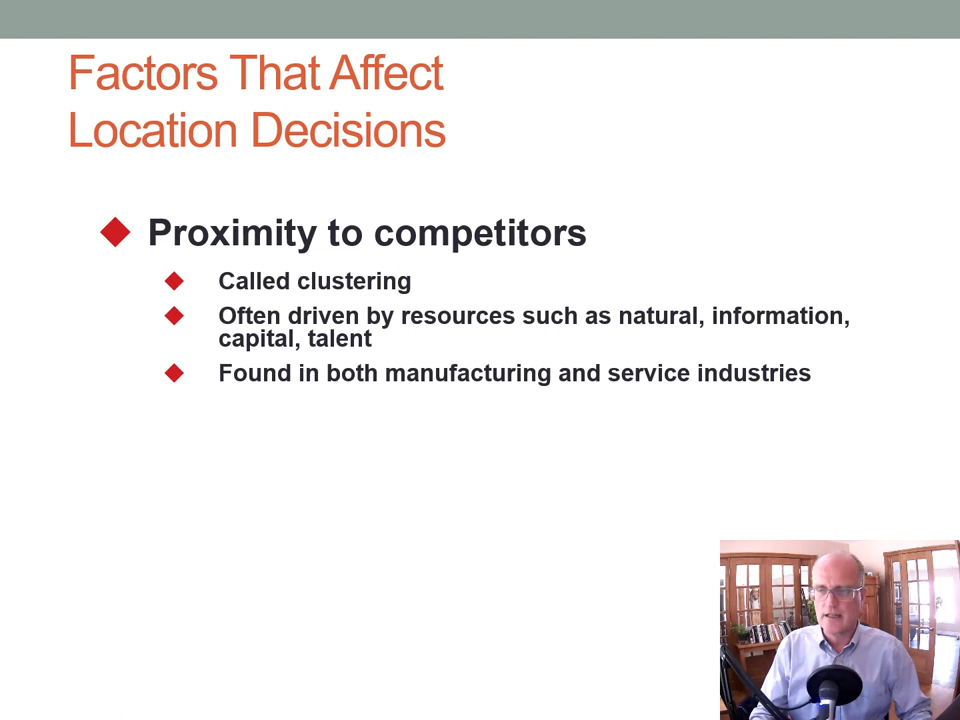 Factors That Affect
Location Decisions
Proximity to competitors
Called clustering
Often driven by resources such as natural, information,
capital, talent
Found in both manufacturing and service industries